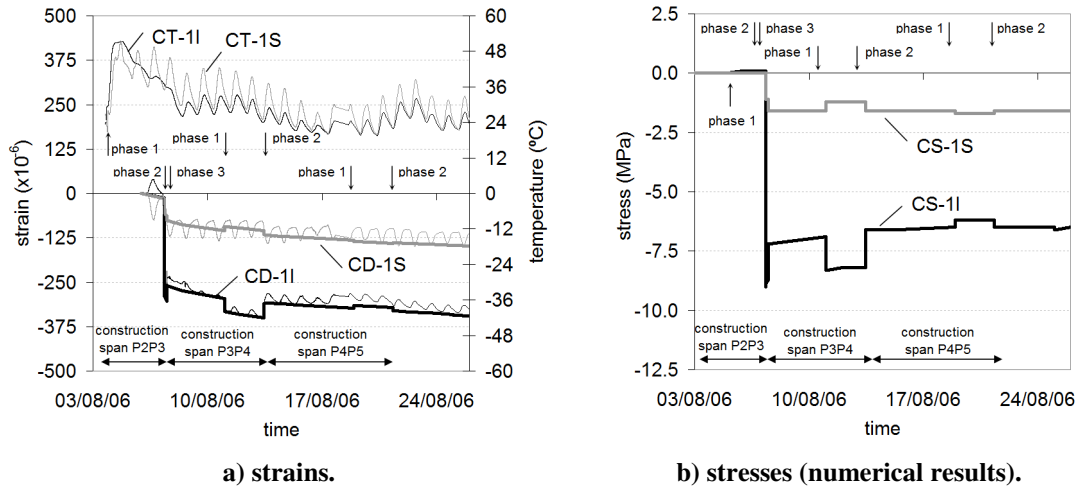 500
375
250
125
0
-125
-250
-375
-500
strain (x10⁻⁶)
60
48
36
24
12
0
-12
-24
-36
-48
-60
temperature (ºC)
CT-1I
CT-1S
phase 1
phase 2
phase 1
phase 2
phase 3
phase 1
phase 2
CD-1S
CD-1I
construction
span P2P3
construction
span P3P4
construction
span P4P5
03/08/06
10/08/06
17/08/06
24/08/06
time
a) strains.
2.5
0.0
-2.5
-5.0
-7.5
-10.0
-12.5
stress (MPa)
phase 2
phase 3
phase 1
phase 1
phase 2
phase 2
phase 1
CS-1S
CS-1I
construction
span P2P3
construction
span P3P4
construction
span P4P5
03/08/06
10/08/06
17/08/06
24/08/06
time
b) stresses (numerical results).